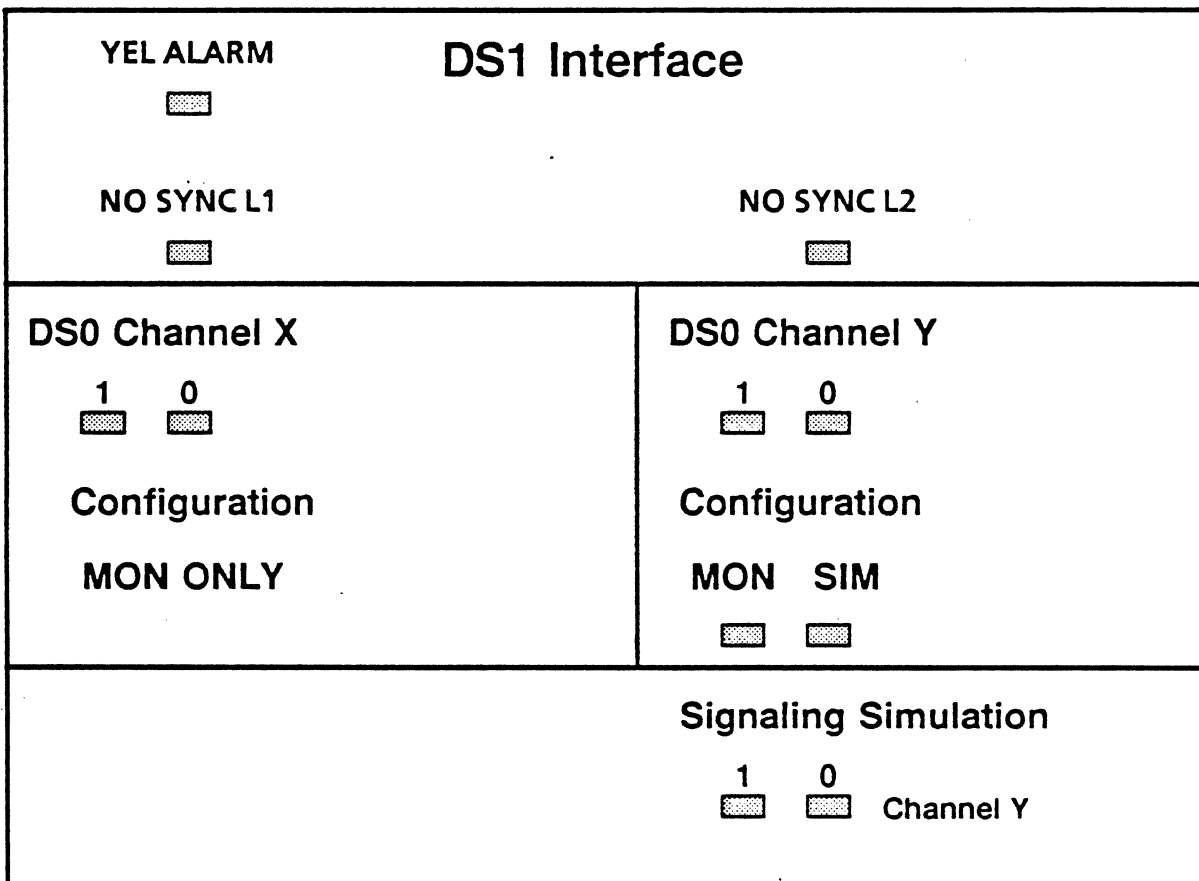 YEL ALARM
DS1 Interface
NO SYNC L1
NO SYNC L2
DS0 Channel X
1 0
Configuration
MON ONLY
DS0 Channel Y
1 0
Configuration
MON SIM
Signaling Simulation
1 0
Channel Y